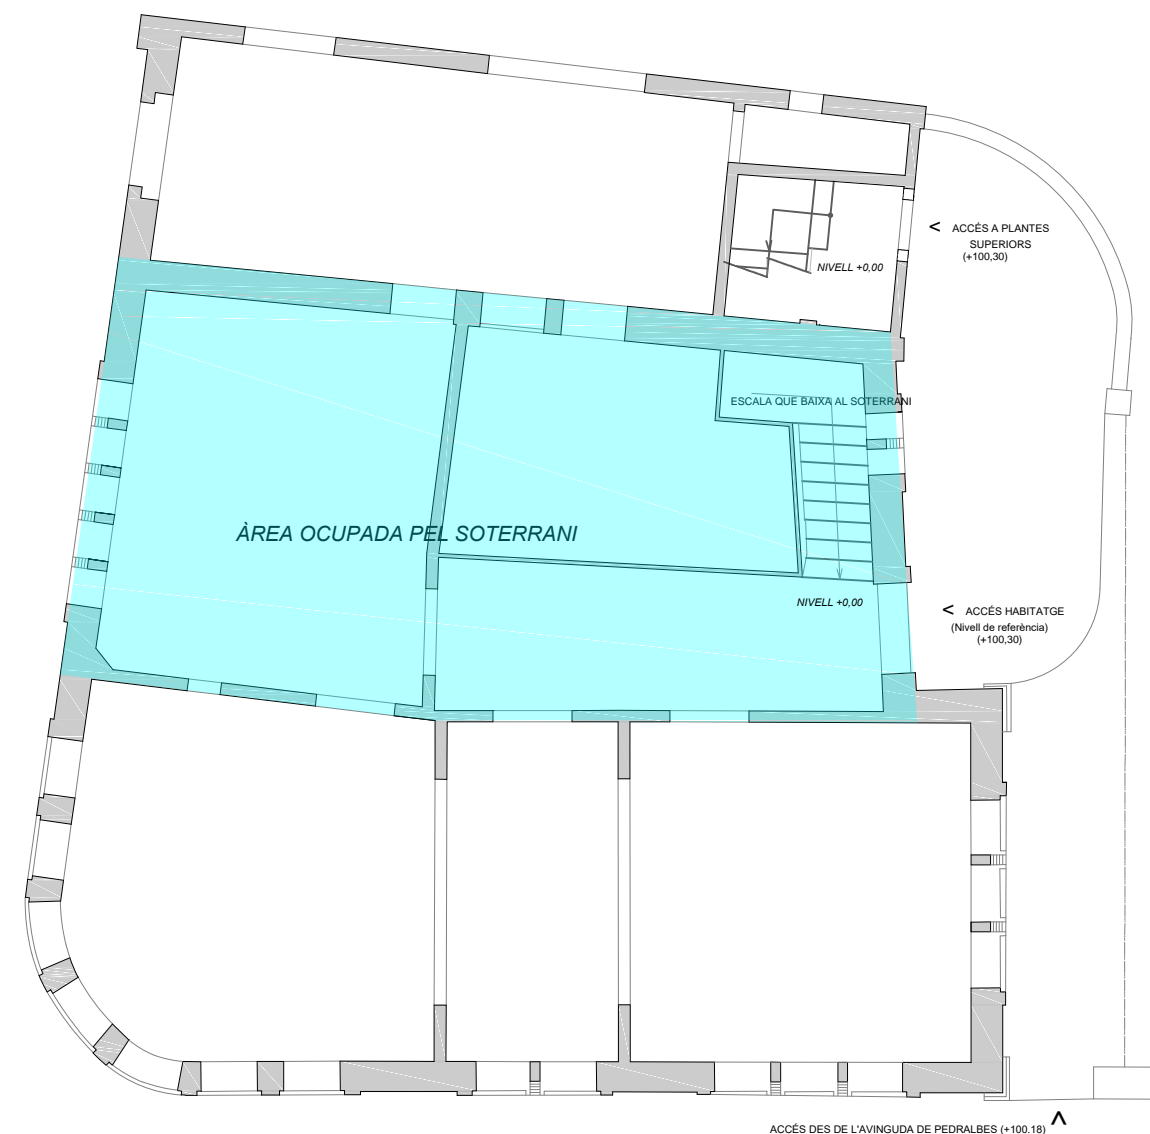 ACCÉS A PLANTES
SUPERIORS
(+100,30)
NIVELL +0,00
ESCALA QUE BAIXA AL SOTERRANI
ÀREA OCUPADA PEL SOTERRANI
NIVELL +0,00
ACCÉS HABITATGE
(Nivell de referència)
(+100,30)
ACCÉS DES DE L'AVINGUDA DE PEDRALBES (+100.18)